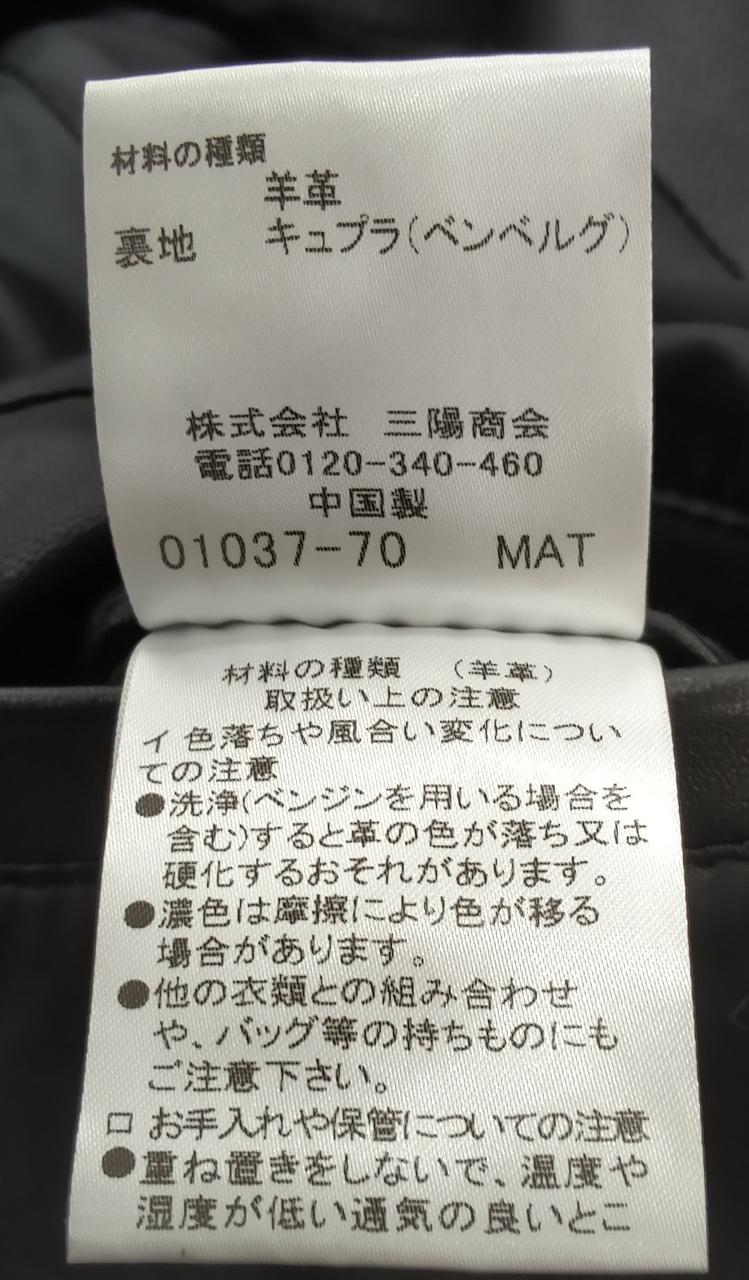 材料の種類
羊革
裏地 キュプラ(ベンベルグ)
株式会社 三陽商会
電話0120-340-460
中国製
01037-70 MAT
材料の種類 (羊革)
取扱い上の注意
イ 色落ちや風合い変化につい
ての注意
●洗浄(ベンジンを用いる場合を
含む)すると革の色が落ち又は
硬化するおそれがあります。
●濃色は摩擦により色が移る
場合があります。
●他の衣類との組み合わせ
や、バッグ等の持ちものにも
ご注意下さい。
ロ お手入れや保管についての注意
●重ね置きをしないで、温度や
湿度が低い通気の良いとこ